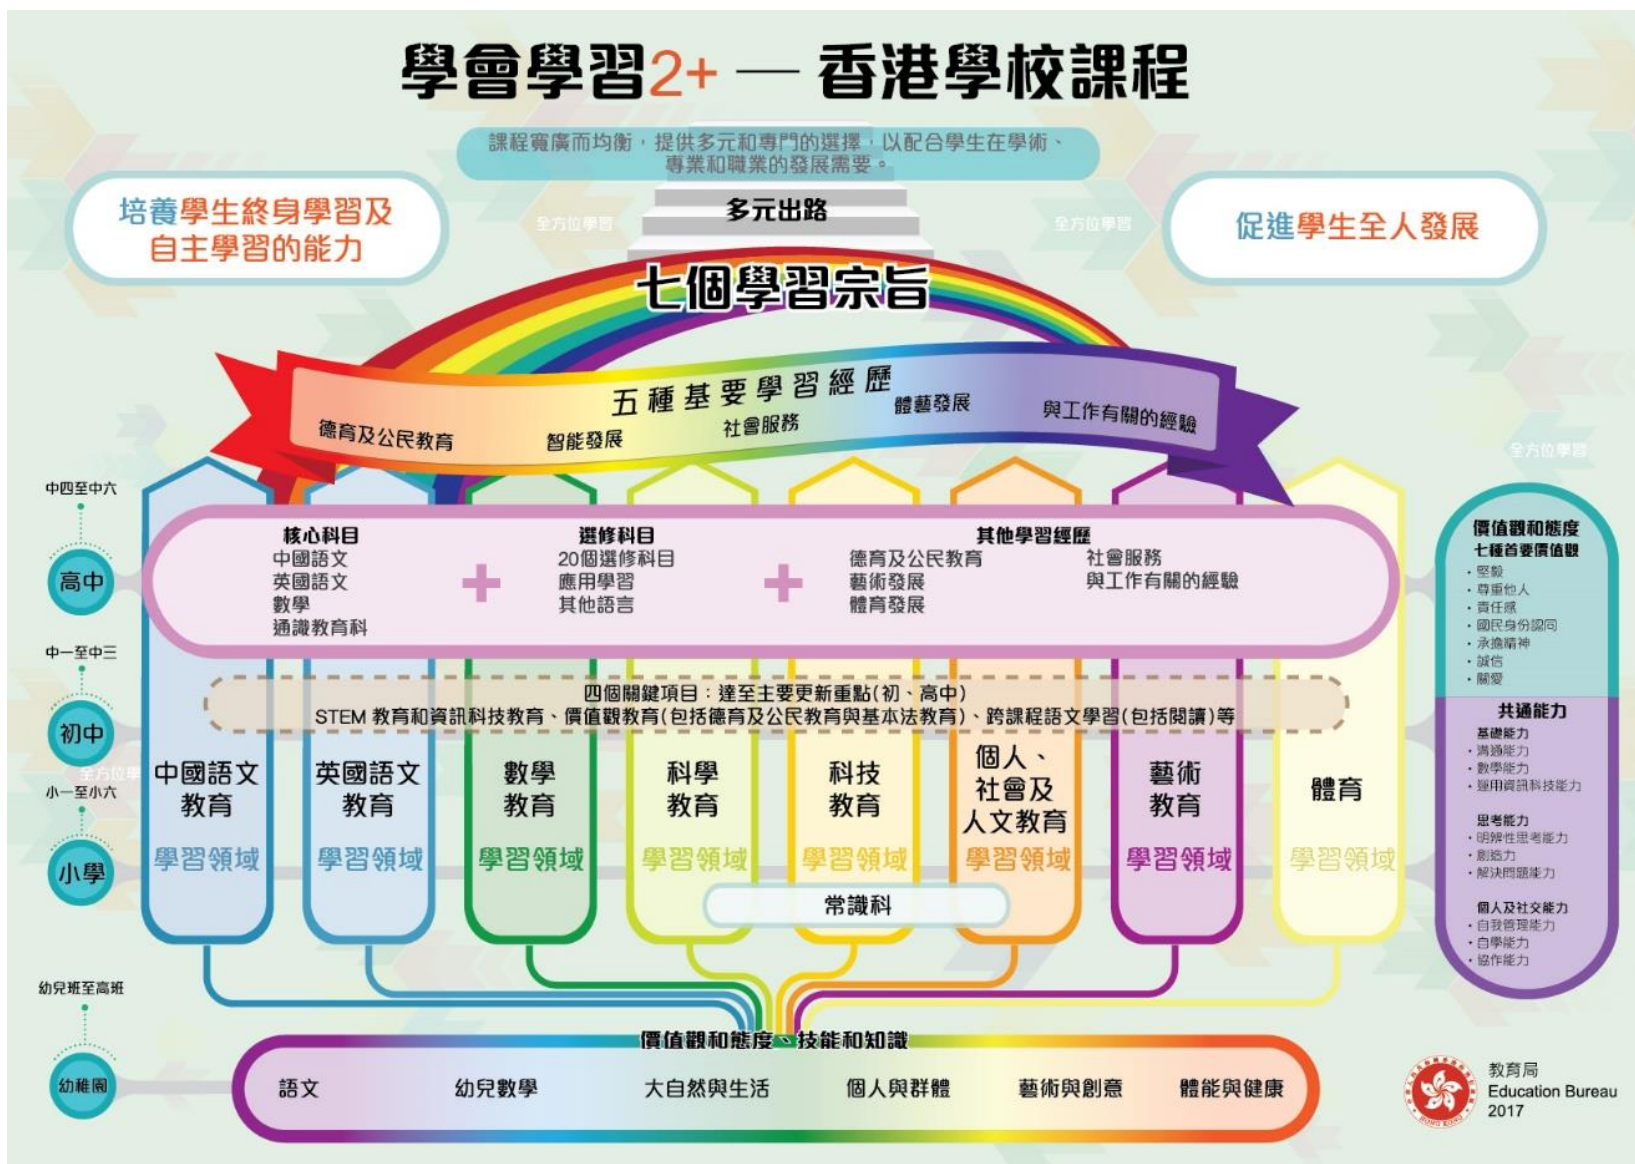 學會學習2+ — 香港學校課程
課程寬廣而均衡，提供多元和專門的選擇，以配合學生在學術、
專業和職業的發展需要。
培養學生終身學習及
自主學習的能力
多元出路
促進學生全人發展
全方位學習
全方位學習
七個學習宗旨
五種基要學習經歷
德育及公民教育
智能發展
社會服務
體藝發展
與工作有關的經驗
全方位學習
中四至中六
高中
核心科目
中國語文
英國語文
數學
通識教育科
+
選修科目
20個選修科目
應用學習
其他語言
+
其他學習經歷
德育及公民教育
藝術發展
體育發展
社會服務
與工作有關的經驗
中一至中三
初中
四個關鍵項目：達至主要更新重點(初、高中)
STEM 教育和資訊科技教育、價值觀教育(包括德育及公民教育與基本法教育)、跨課程語文學習(包括閱讀)等
全方位學
小一至小六
小學
中國語文
教育
學習領域
英國語文
教育
學習領域
數學
教育
學習領域
科學
教育
學習領域
科技
教育
學習領域
個人、
社會及
人文教育
學習領域
藝術
教育
學習領域
體育
學習領域
常識科
價值觀和態度
七種首要價值觀
・堅毅
・尊重他人
・責任感
・國民身份認同
・承擔精神
・誠信
・關愛
共通能力
基礎能力
・溝通能力
・數學能力
・運用資訊科技能力
思考能力
・明辨性思考能力
・創造力
・解決問題能力
個人及社交能力
・自我管理能力
・自學能力
・協作能力
幼兒班至高班
幼稚園
價值觀和態度、技能和知識
語文
幼兒數學
大自然與生活
個人與群體
藝術與創意
體能與健康
教育局
Education Bureau
2017